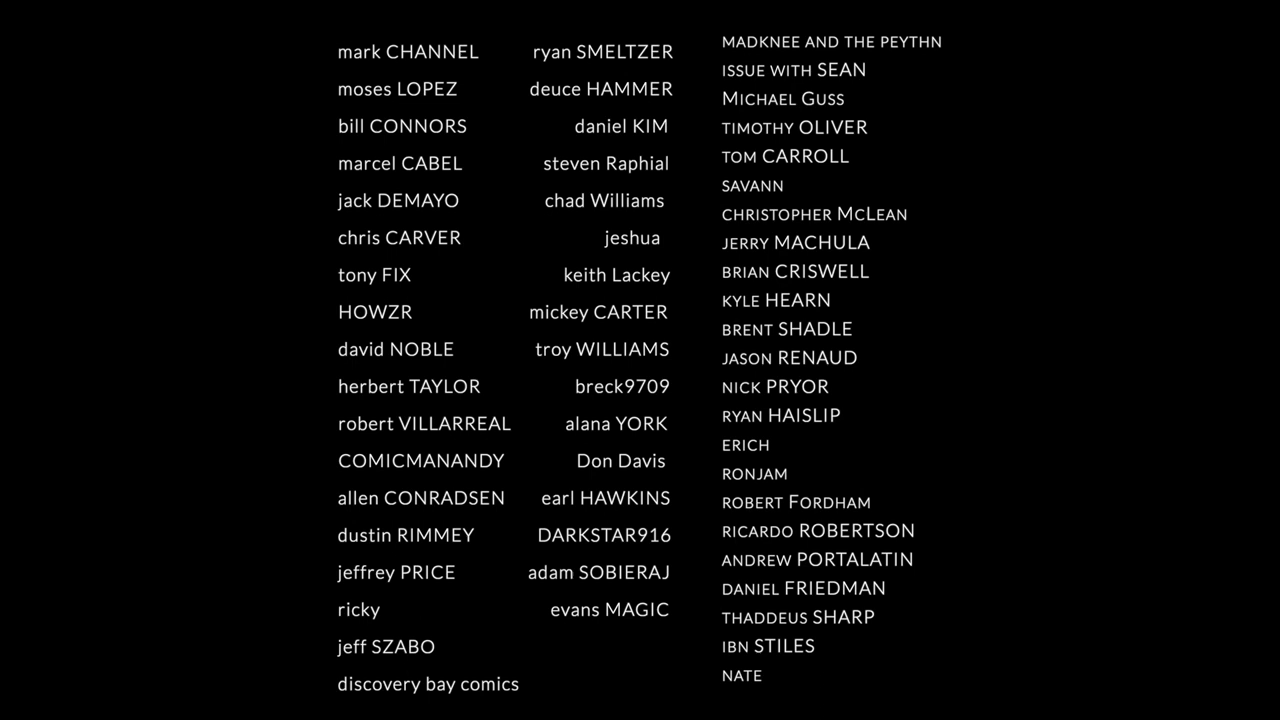 mark CHANNEL
moses LOPEZ
bill CONNORS
marcel CABEL
jack DEMAYO
chris CARVER
tony FIX
HOWZR
david NOBLE
herbert TAYLOR
robert VILLARREAL
COMICMANANDY
allen CONRADSEN
dustin RIMMEY
jeffrey PRICE
ricky
jeff SZABO
discovery bay comics
ryan SMELTZER
deuce HAMMER
daniel KIM
steven Raphial
chad Williams
jeshua
keith Lackey
mickey CARTER
troy WILLIAMS
breck9709
alana YORK
Don Davis
earl HAWKINS
DARKSTAR916
adam SOBIERAJ
evans MAGIC
MADKNEE AND THE PEYTHN
ISSUE WITH SEAN
MICHAEL GUSS
TIMOTHY OLIVER
TOM CARROLL
SAVANN
CHRISTOPHER MCLEAN
JERRY MACHULA
BRIAN CRISWELL
KYLE HEARN
BRENT SHADLE
JASON RENAUD
NICK PRYOR
RYAN HAISLIP
ERICH
RONJAM
ROBERT FORDHAM
RICARDO ROBERTSON
ANDREW PORTALATIN
DANIEL FRIEDMAN
THADDEUS SHARP
IBN STILES
NATE